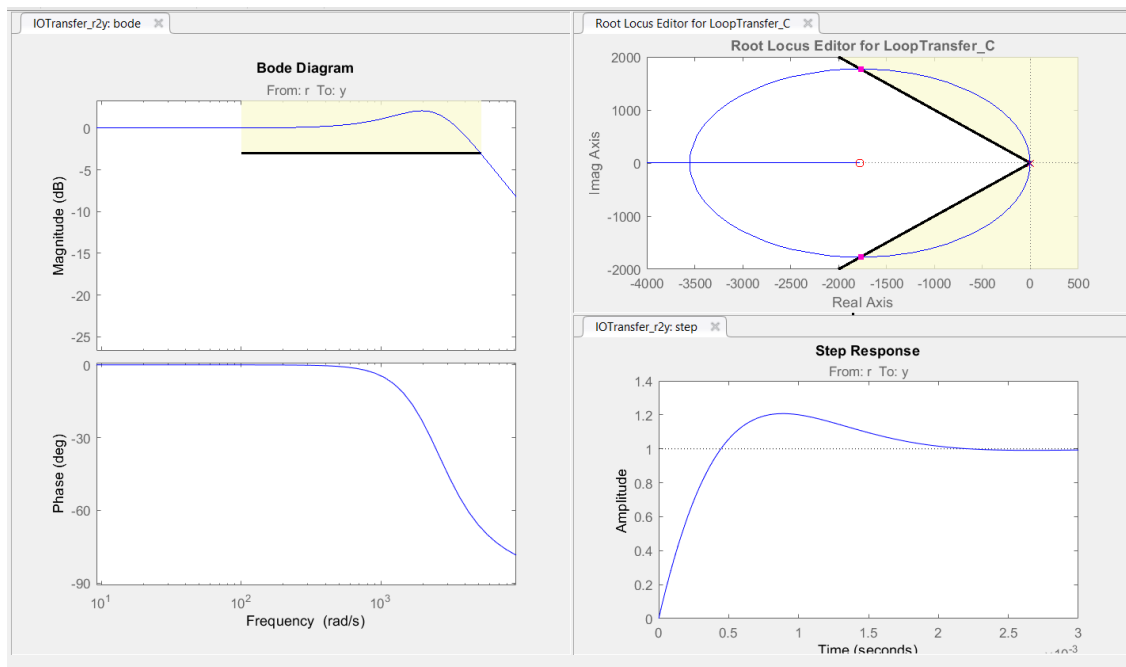 IOTransfer_r2y: bode
Bode Diagram
From: r To: y
Magnitude (dB)
0
-5
-10
-15
-20
-25
Phase (deg)
0
-30
-60
-90
10^1
10^2
10^3
Frequency (rad/s)
Root Locus Editor for LoopTransfer_C
Root Locus Editor for LoopTransfer_C
Imag Axis
2000
1000
0
-1000
-2000
-4000 -3500 -3000 -2500 -2000 -1500 -1000 -500 0 500
Real Axis
IOTransfer_r2y: step
Step Response
From: r To: y
Amplitude
1.4
1.2
1
0.8
0.6
0.4
0.2
0
0 0.5 1 1.5 2 2.5 3
Time (seconds)
×10^-3